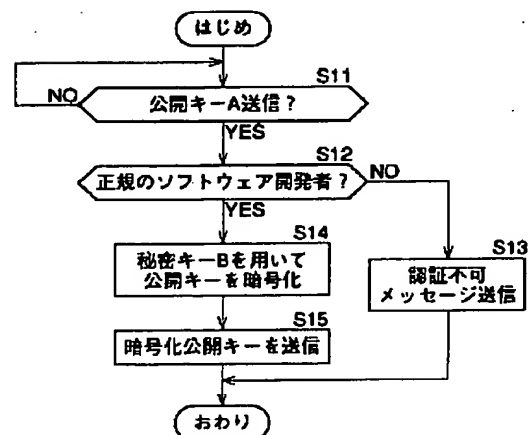 はじめ
S11
NO
公開キーA送信？
YES
S12
正規のソフトウェア開発者？
NO
YES
S14
秘密キーBを用いて
公開キーを暗号化
S13
認証不可
メッセージ送信
S15
暗号化公開キーを送信
おわり